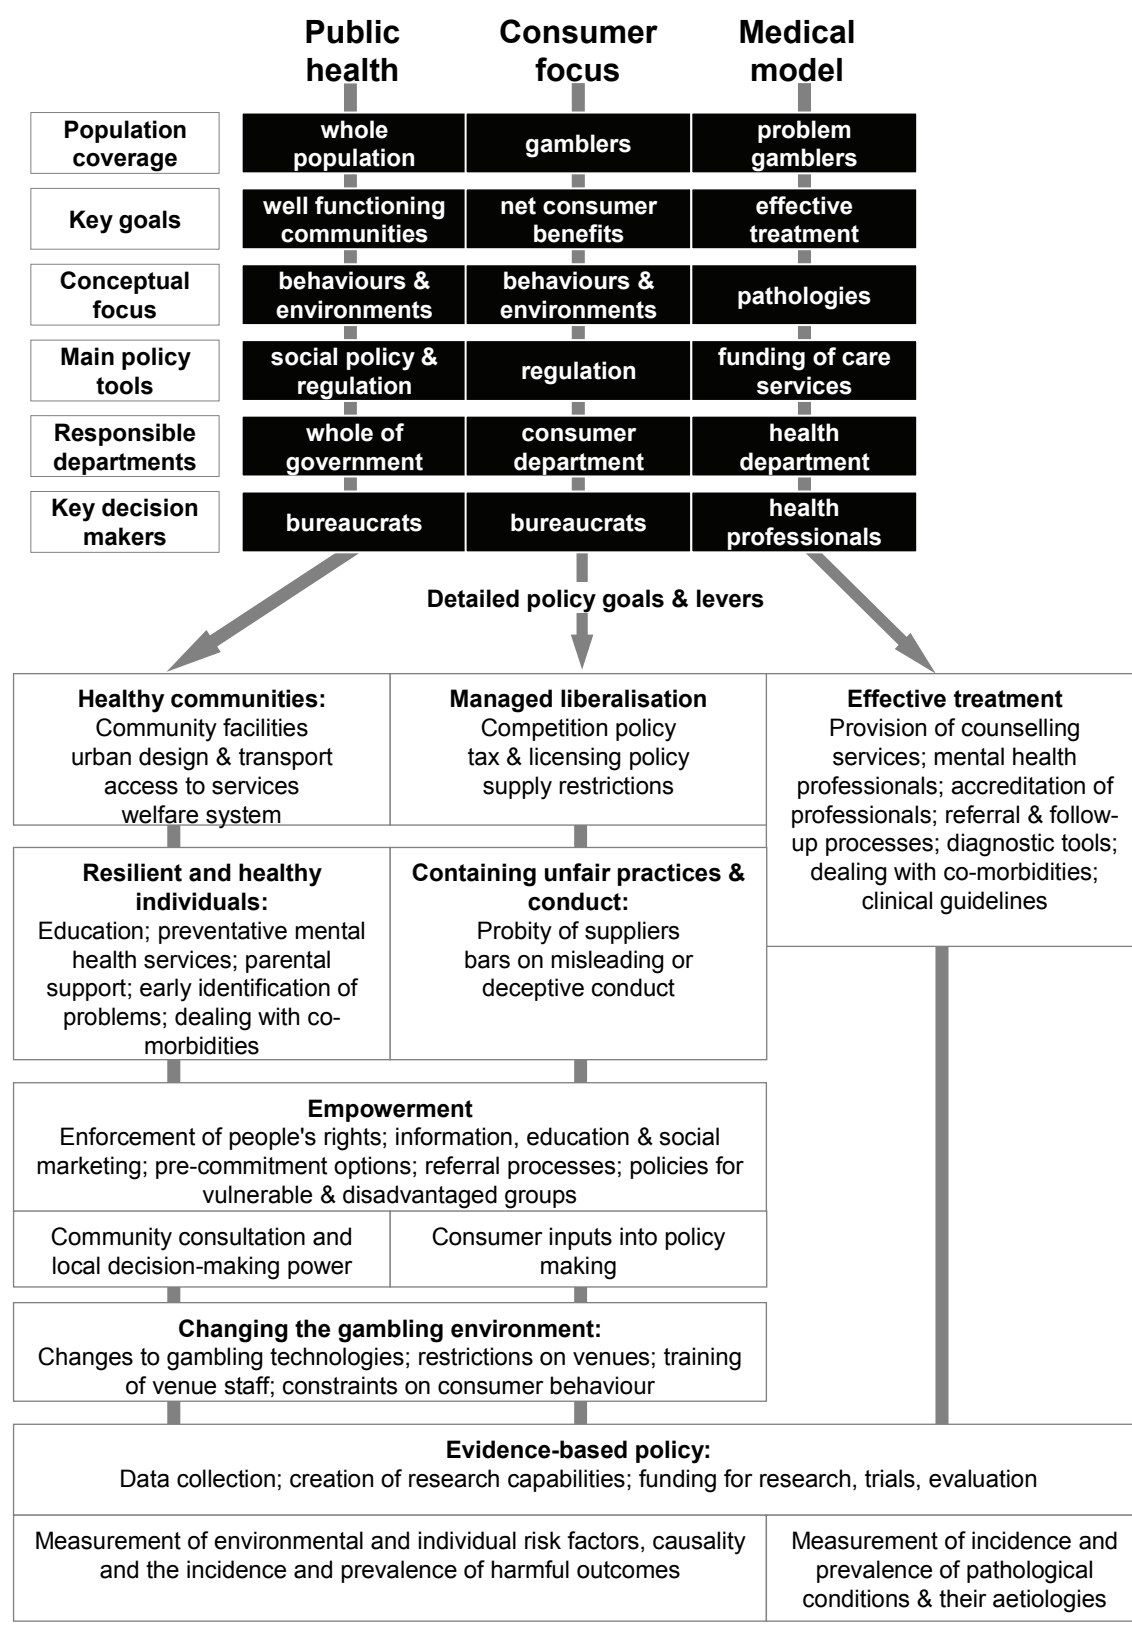 Public health
Consumer focus
Medical model
Population coverage
whole population
gamblers
problem gamblers
Key goals
well functioning communities
net consumer benefits
effective treatment
Conceptual focus
behaviours & environments
behaviours & environments
pathologies
Main policy tools
social policy & regulation
regulation
funding of care services
Responsible departments
whole of government
consumer department
health department
Key decision makers
bureaucrats
bureaucrats
health professionals
Detailed policy goals & levers
Healthy communities:
Community facilities
urban design & transport
access to services
welfare system
Managed liberalisation
Competition policy
tax & licensing policy
supply restrictions
Effective treatment
Provision of counselling
services; mental health
professionals; accreditation of
professionals; referral & follow-
up processes; diagnostic tools;
dealing with co-morbidities;
clinical guidelines
Resilient and healthy
individuals:
Education; preventative mental
health services; parental
support; early identification of
problems; dealing with co-
morbidities
Containing unfair practices &
conduct:
Probity of suppliers
bars on misleading or
deceptive conduct
Empowerment
Enforcement of people's rights; information, education & social
marketing; pre-commitment options; referral processes; policies for
vulnerable & disadvantaged groups
Community consultation and
local decision-making power
Consumer inputs into policy
making
Changing the gambling environment:
Changes to gambling technologies; restrictions on venues; training
of venue staff; constraints on consumer behaviour
Evidence-based policy:
Data collection; creation of research capabilities; funding for research, trials, evaluation
Measurement of environmental and individual risk factors, causality
and the incidence and prevalence of harmful outcomes
Measurement of incidence and
prevalence of pathological
conditions & their aetiologies